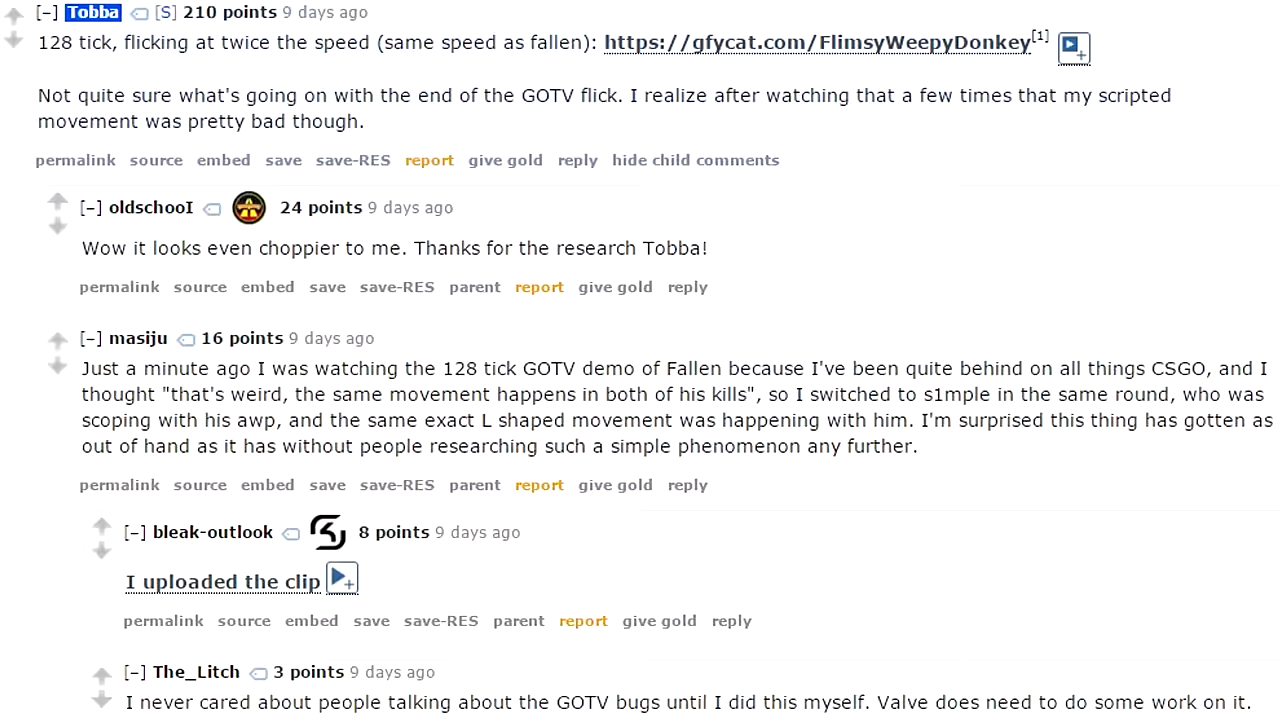 [–] Tobba [S] 210 points 9 days ago
128 tick, flicking at twice the speed (same speed as fallen): https://gfycat.com/FlimsyWeepyDonkey[1]
Not quite sure what's going on with the end of the GOTV flick. I realize after watching that a few times that my scripted
movement was pretty bad though.
permalink source embed save save-RES report give gold reply hide child comments
[–] oldschooI 24 points 9 days ago
Wow it looks even choppier to me. Thanks for the research Tobba!
permalink source embed save save-RES parent report give gold reply
[–] masiju 16 points 9 days ago
Just a minute ago I was watching the 128 tick GOTV demo of Fallen because I've been quite behind on all things CSGO, and I
thought "that's weird, the same movement happens in both of his kills", so I switched to s1mple in the same round, who was
scoping with his awp, and the same exact L shaped movement was happening with him. I'm surprised this thing has gotten as
out of hand as it has without people researching such a simple phenomenon any further.
permalink source embed save save-RES parent report give gold reply
[–] bleak-outlook 8 points 9 days ago
I uploaded the clip
permalink source embed save save-RES parent report give gold reply
[–] The_Litch 3 points 9 days ago
I never cared about people talking about the GOTV bugs until I did this myself. Valve does need to do some work on it.